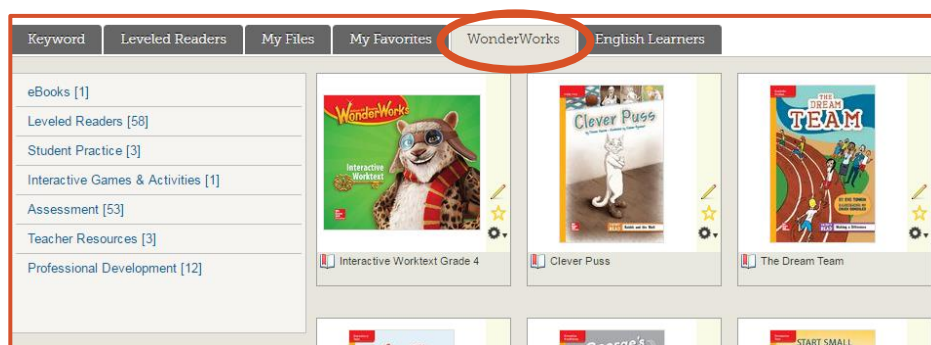 Keyword
Leveled Readers
My Files
My Favorites
WonderWorks
English Learners
eBooks [1]
Leveled Readers [58]
Student Practice [3]
Interactive Games & Activities [1]
Assessment [53]
Teacher Resources [3]
Professional Development [12]
WonderWorks
Interactive
Worktext
Interactive Worktext Grade 4
Clever Puss
Clever Puss
THE
DREAM
TEAM
The Dream Team
George's
START SMALL